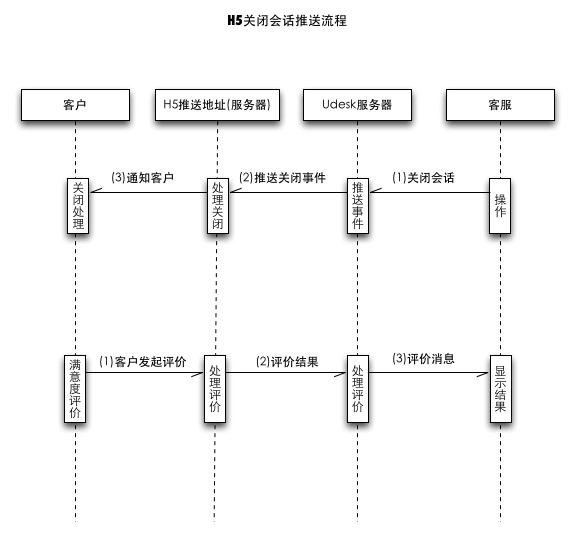 H5关闭会话推送流程
客户
H5推送地址(服务器)
Udesk服务器
客服
(3)通知客户
(2)推送关闭事件
(1)关闭会话
关闭处理
处理关闭
推送事件
操作
(1)客户发起评价
(2)评价结果
(3)评价消息
满意度评价
处理评价
处理评价
显示结果